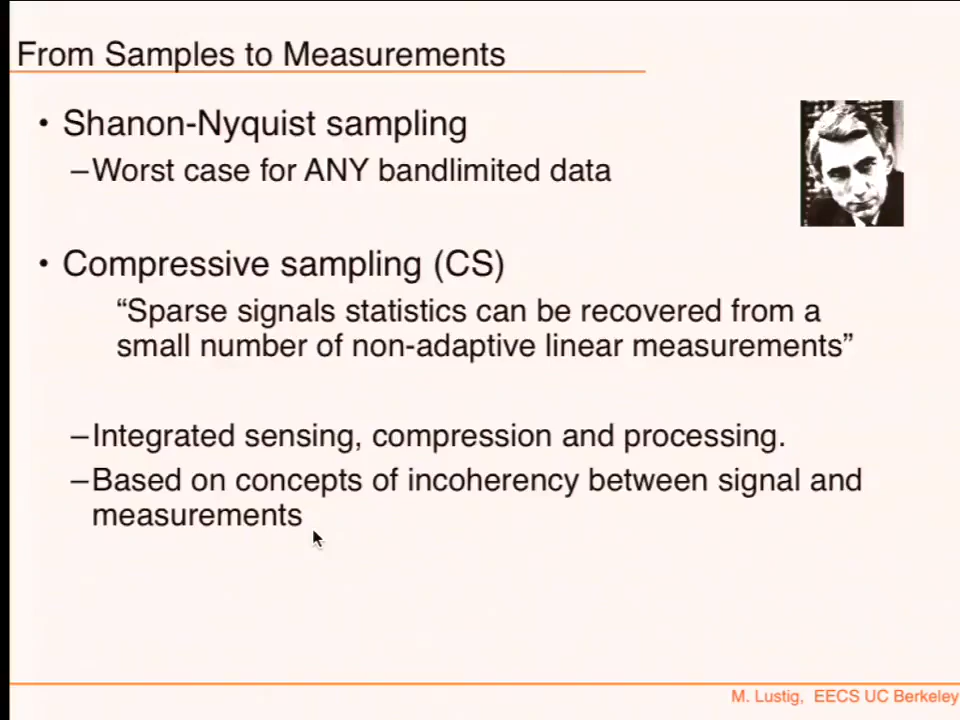 From Samples to Measurements
• Shanon-Nyquist sampling
–Worst case for ANY bandlimited data
• Compressive sampling (CS)
“Sparse signals statistics can be recovered from a
small number of non-adaptive linear measurements”
–Integrated sensing, compression and processing.
–Based on concepts of incoherency between signal and
measurements
M. Lustig, EECS UC Berkeley